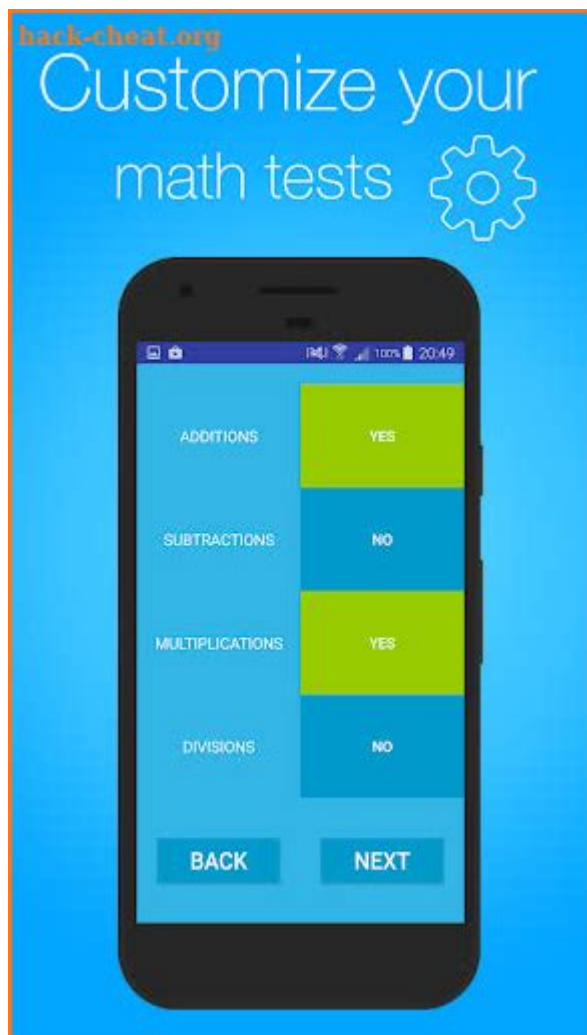 hack-cheat.org
Customize your
math tests
100% 20:49
ADDITIONS YES
SUBTRACTIONS NO
MULTIPLICATIONS YES
DIVISIONS NO
BACK NEXT